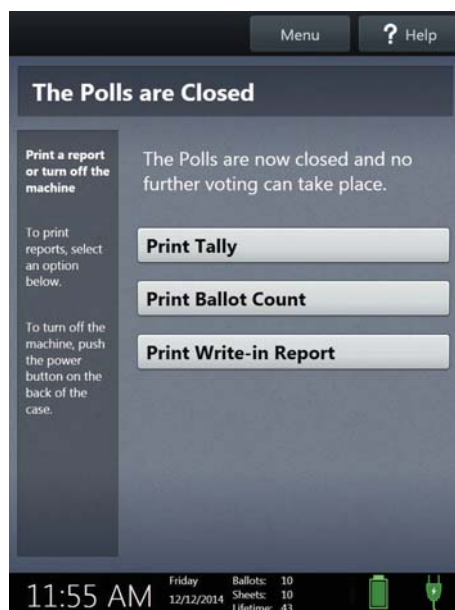 Menu
? Help
The Polls are Closed
Print a report
or turn off the
machine
To print
reports, select
an option
below.
To turn off the
machine, push
the power
button on the
back of the
case.
The Polls are now closed and no
further voting can take place.
Print Tally
Print Ballot Count
Print Write-in Report
11:55 AM
Friday
12/12/2014
Ballots: 10
Sheets: 10
Lifetime: 43